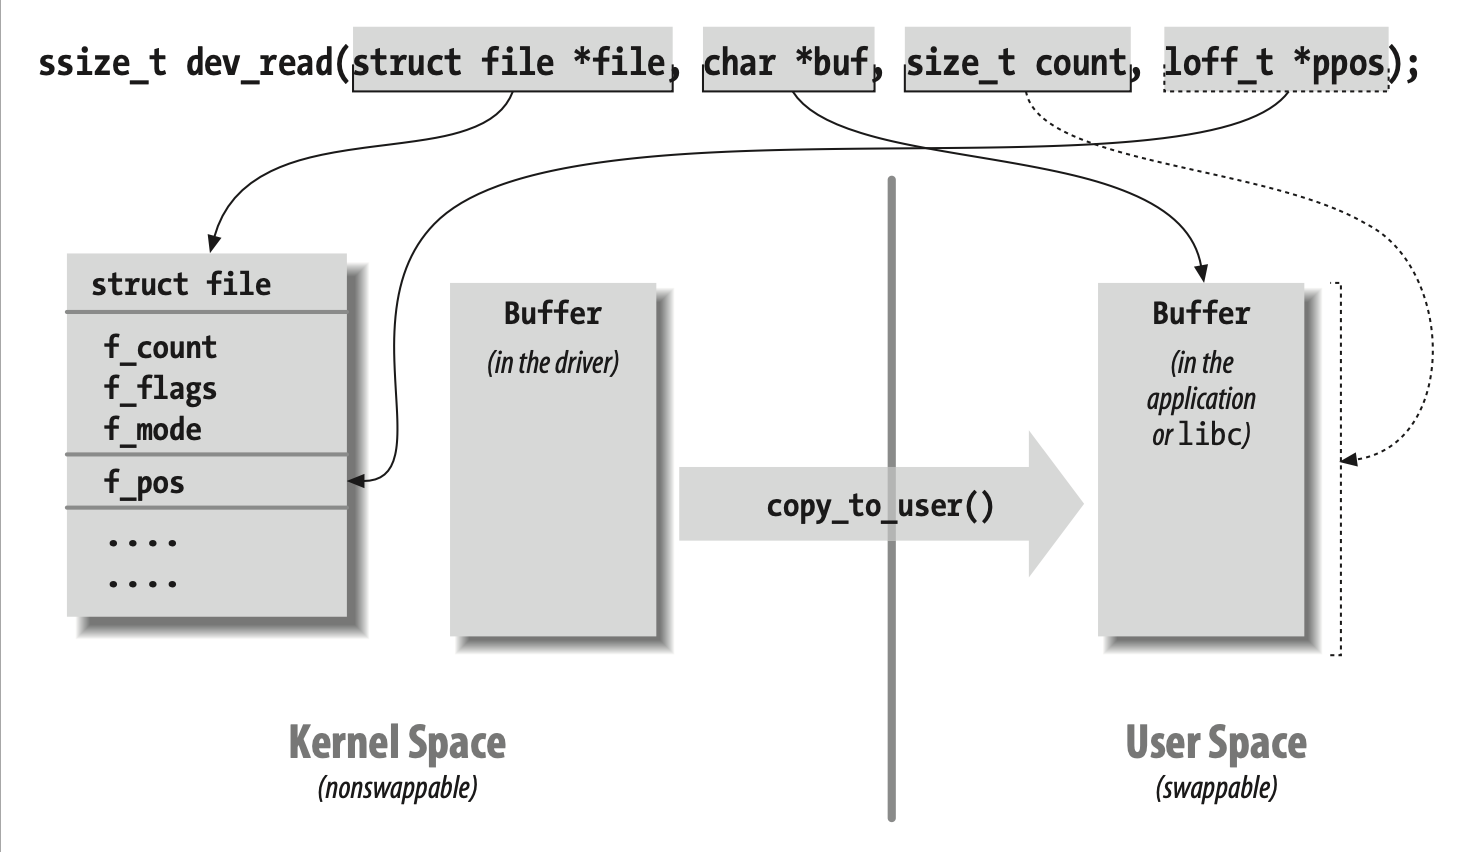 ssize_t dev_read(struct file *file, char *buf, size_t count, loff_t *ppos);
struct file
f_count
f_flags
f_mode
f_pos
....
....
Buffer
(in the driver)
copy_to_user()
Buffer
(in the
application
or libc)
Kernel Space
(nonswappable)
User Space
(swappable)